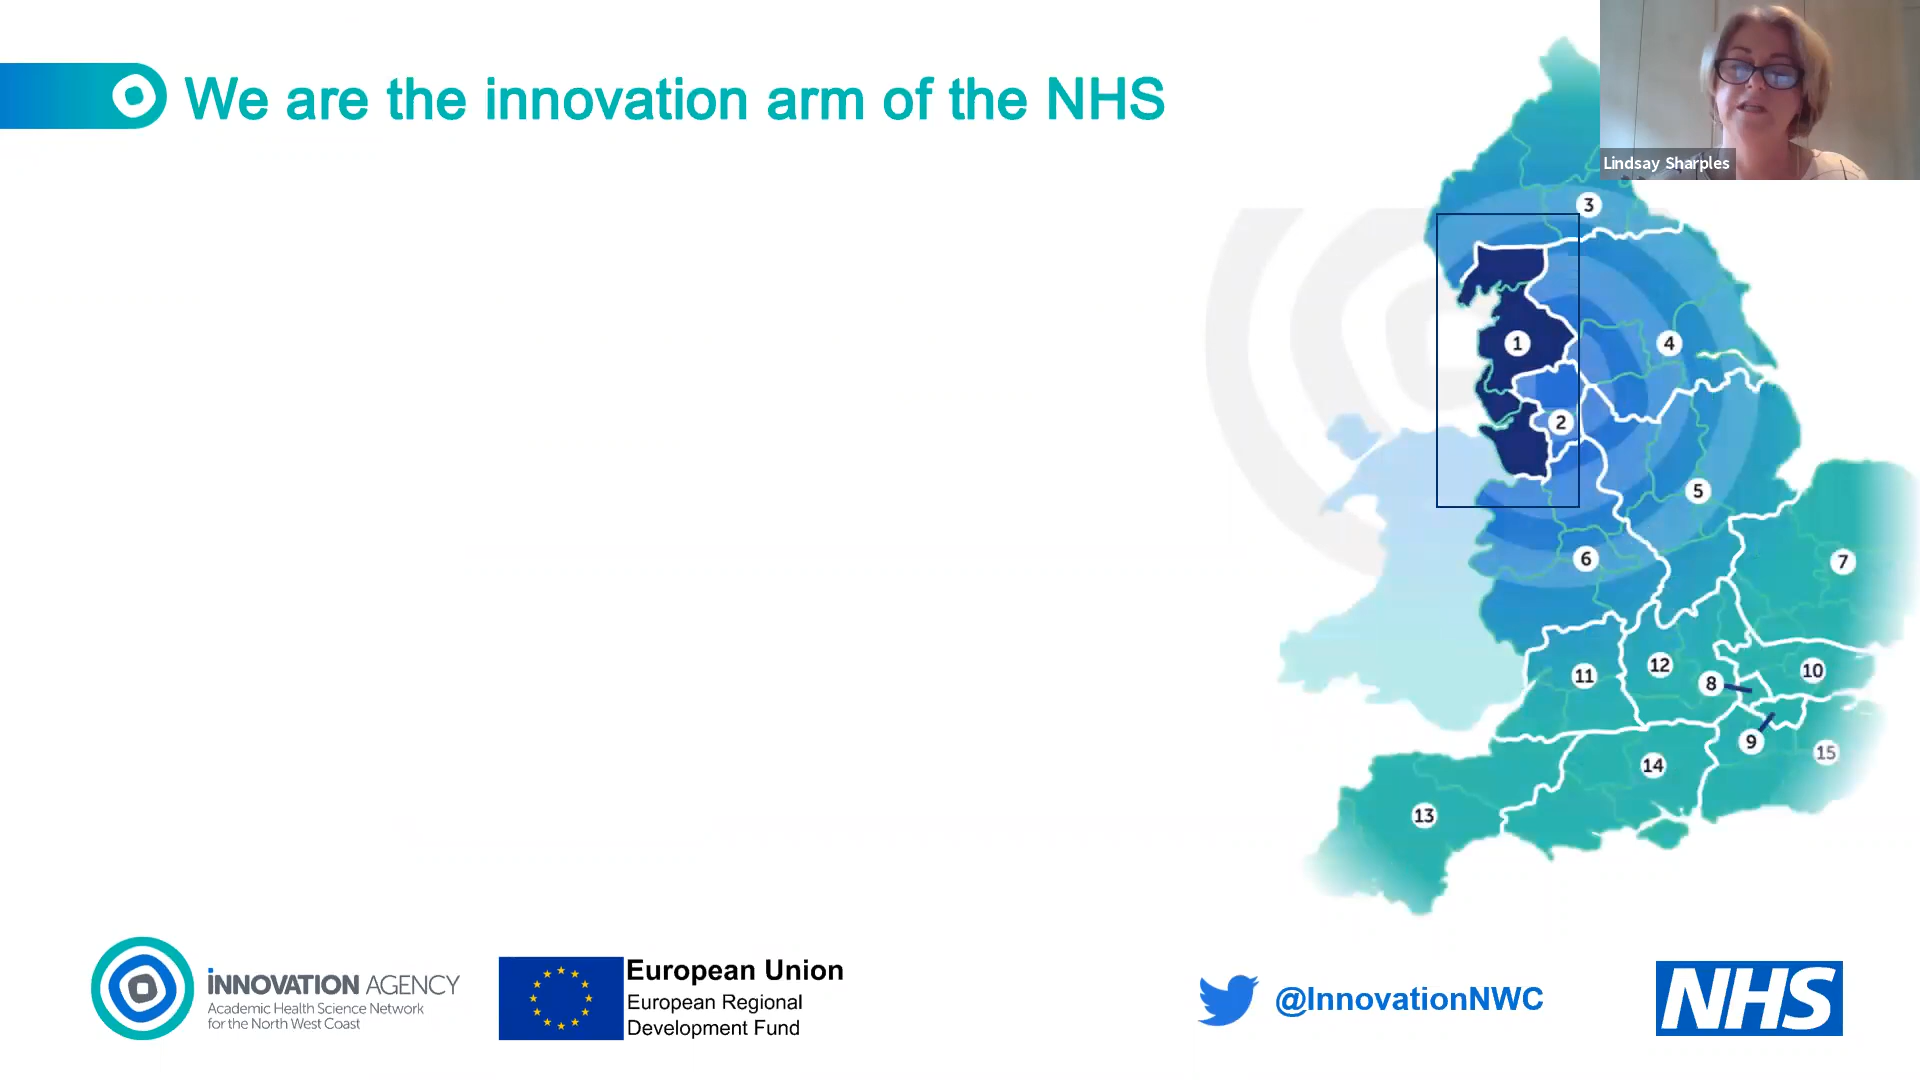 We are the innovation arm of the NHS
Lindsay Sharples
3
1
4
2
5
6
7
11
12
8
10
9
15
14
13
INNOVATION AGENCY
Academic Health Science Network
for the North West Coast
European Union
European Regional
Development Fund
@InnovationNWC
NHS